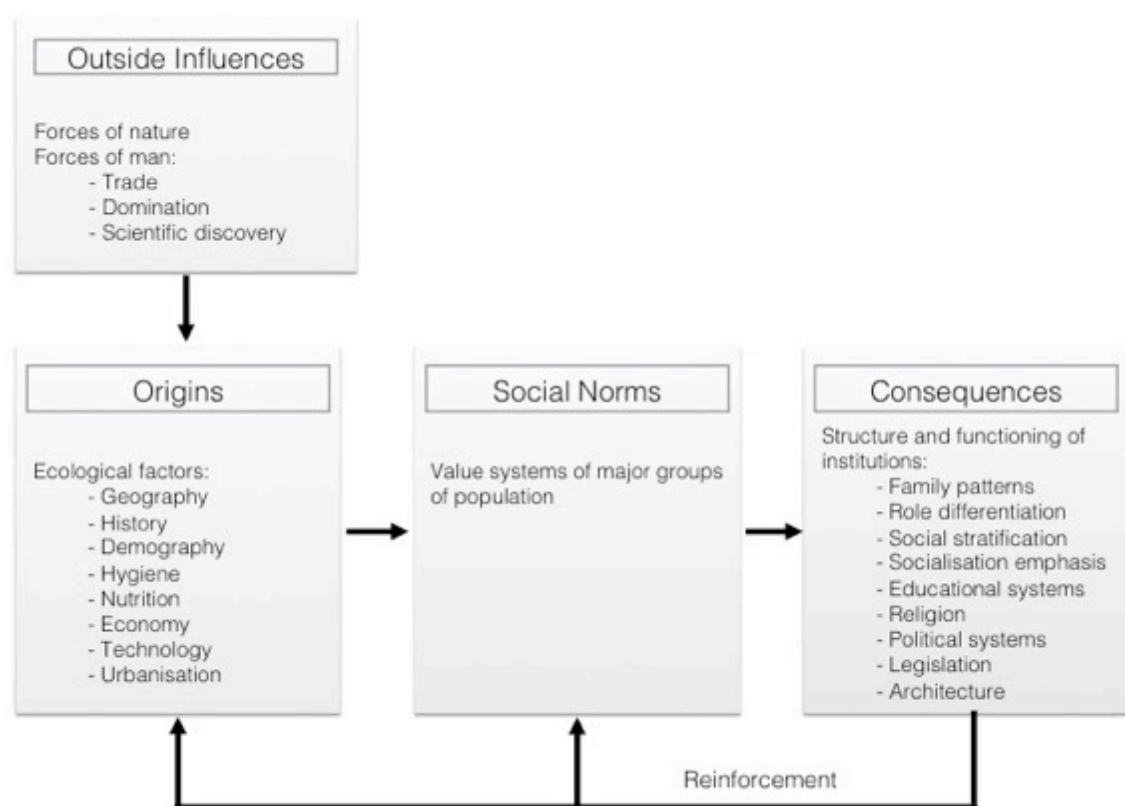 Outside Influences
Forces of nature
Forces of man:
- Trade
- Domination
- Scientific discovery
Origins
Ecological factors:
- Geography
- History
- Demography
- Hygiene
- Nutrition
- Economy
- Technology
- Urbanisation
Social Norms
Value systems of major groups
of population
Consequences
Structure and functioning of
institutions:
- Family patterns
- Role differentiation
- Social stratification
- Socialisation emphasis
- Educational systems
- Religion
- Political systems
- Legislation
- Architecture
Reinforcement